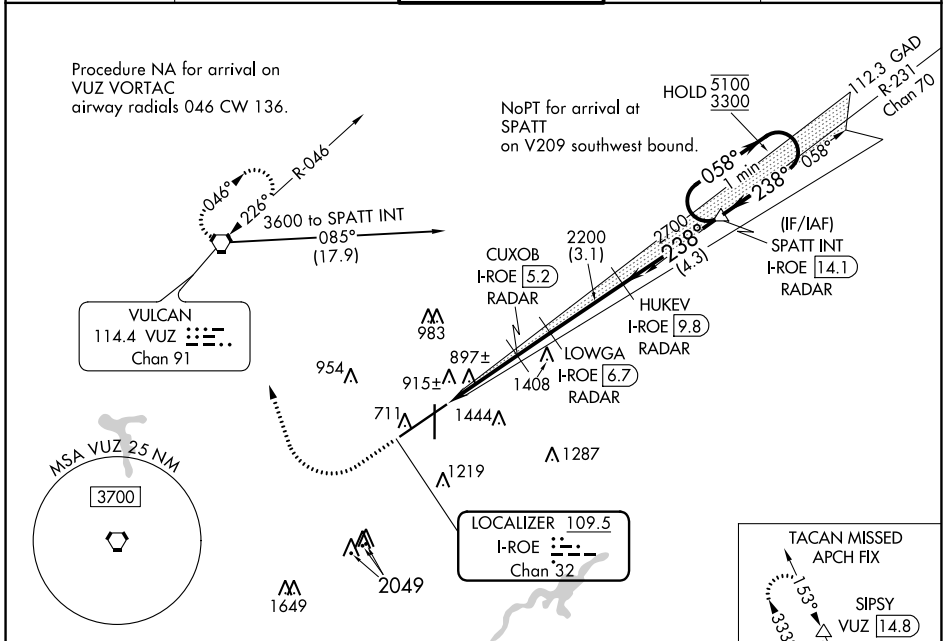 Procedure NA for arrival on
VUZ VORTAC
airway radials 046 CW 136.
NoPT for arrival at
SPATT
on V209 southwest bound.
HOLD 5100
3300
112.3 GAD
R-231
Chan 70
058°
1 min
238°
058°
R-046
046°
226°
3600 to SPATT INT
085°
(17.9)
2700
238°
(4.3)
2200
(3.1)
(IF/IAF)
SPATT INT
I-ROE 14.1
RADAR
CUXOB
I-ROE 5.2
RADAR
HUKEV
I-ROE 9.8
RADAR
LOWGA
I-ROE 6.7
RADAR
VULCAN
114.4 VUZ
Chan 91
983
897±
954
915±
1408
711
1444
1287
1219
MSA VUZ 25 NM
3700
LOCALIZER 109.5
I-ROE
Chan 32
2049
1649
TACAN MISSED
APCH FIX
153°
333°
SIPSY
VUZ 14.8